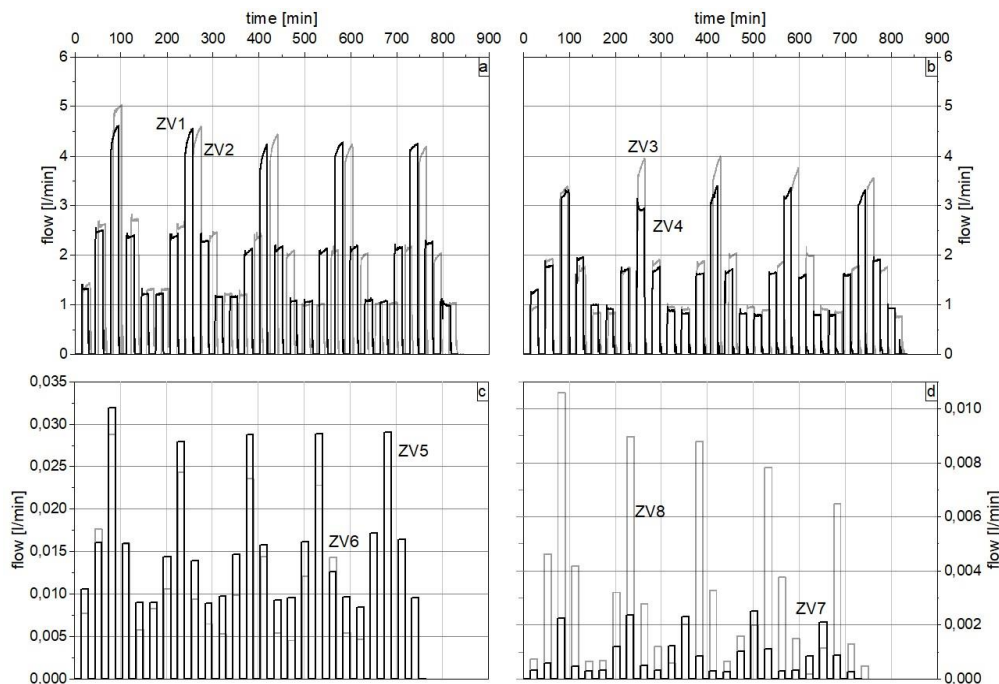 time [min]
time [min]
0 100 200 300 400 500 600 700 800 900
0 100 200 300 400 500 600 700 800 900
6
5
4
3
2
1
0
flow [l/min]
a
ZV1
ZV2
b
ZV3
ZV4
6
5
4
3
2
1
0
flow [l/min]
0,035
0,030
0,025
0,020
0,015
0,010
0,005
0,000
flow [l/min]
c
ZV5
ZV6
d
ZV8
ZV7
0,010
0,008
0,006
0,004
0,002
0,000
flow [l/min]